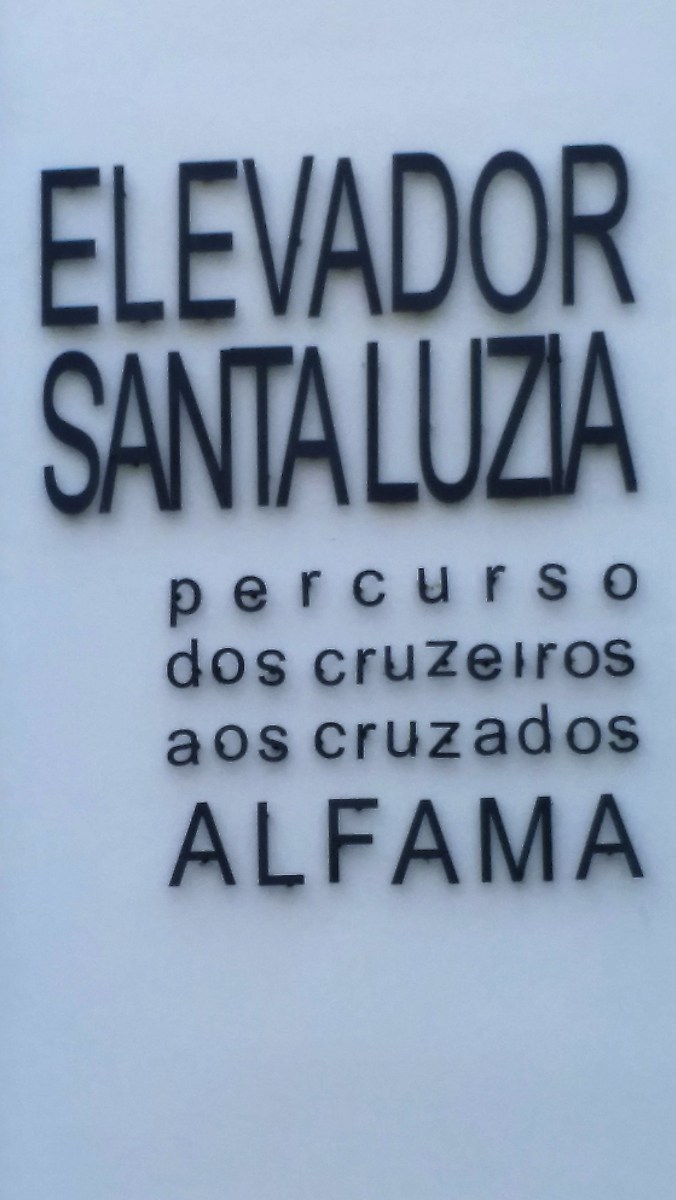 ELEVADOR
SANTA LUZIA
percurso
dos cruzeiros
aos cruzados
ALFAMA